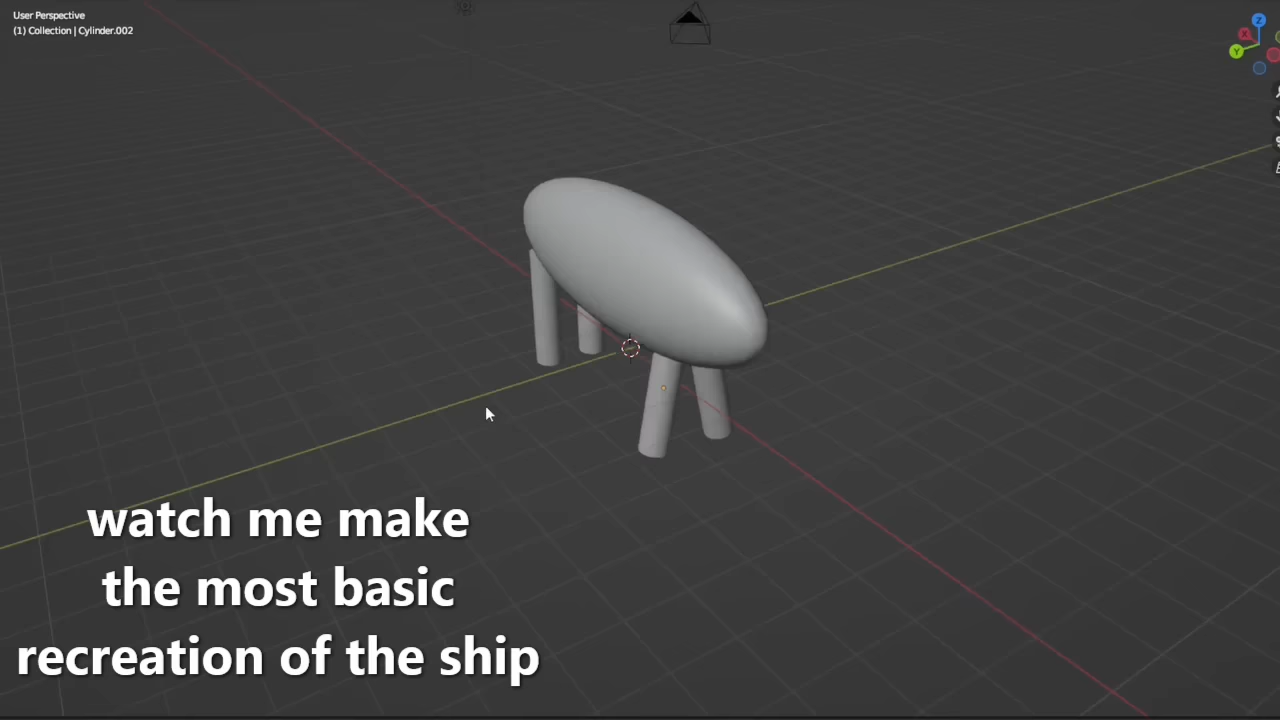 User Perspective
(1) Collection | Cylinder.002
Z
X
Y
watch me make
the most basic
recreation of the ship